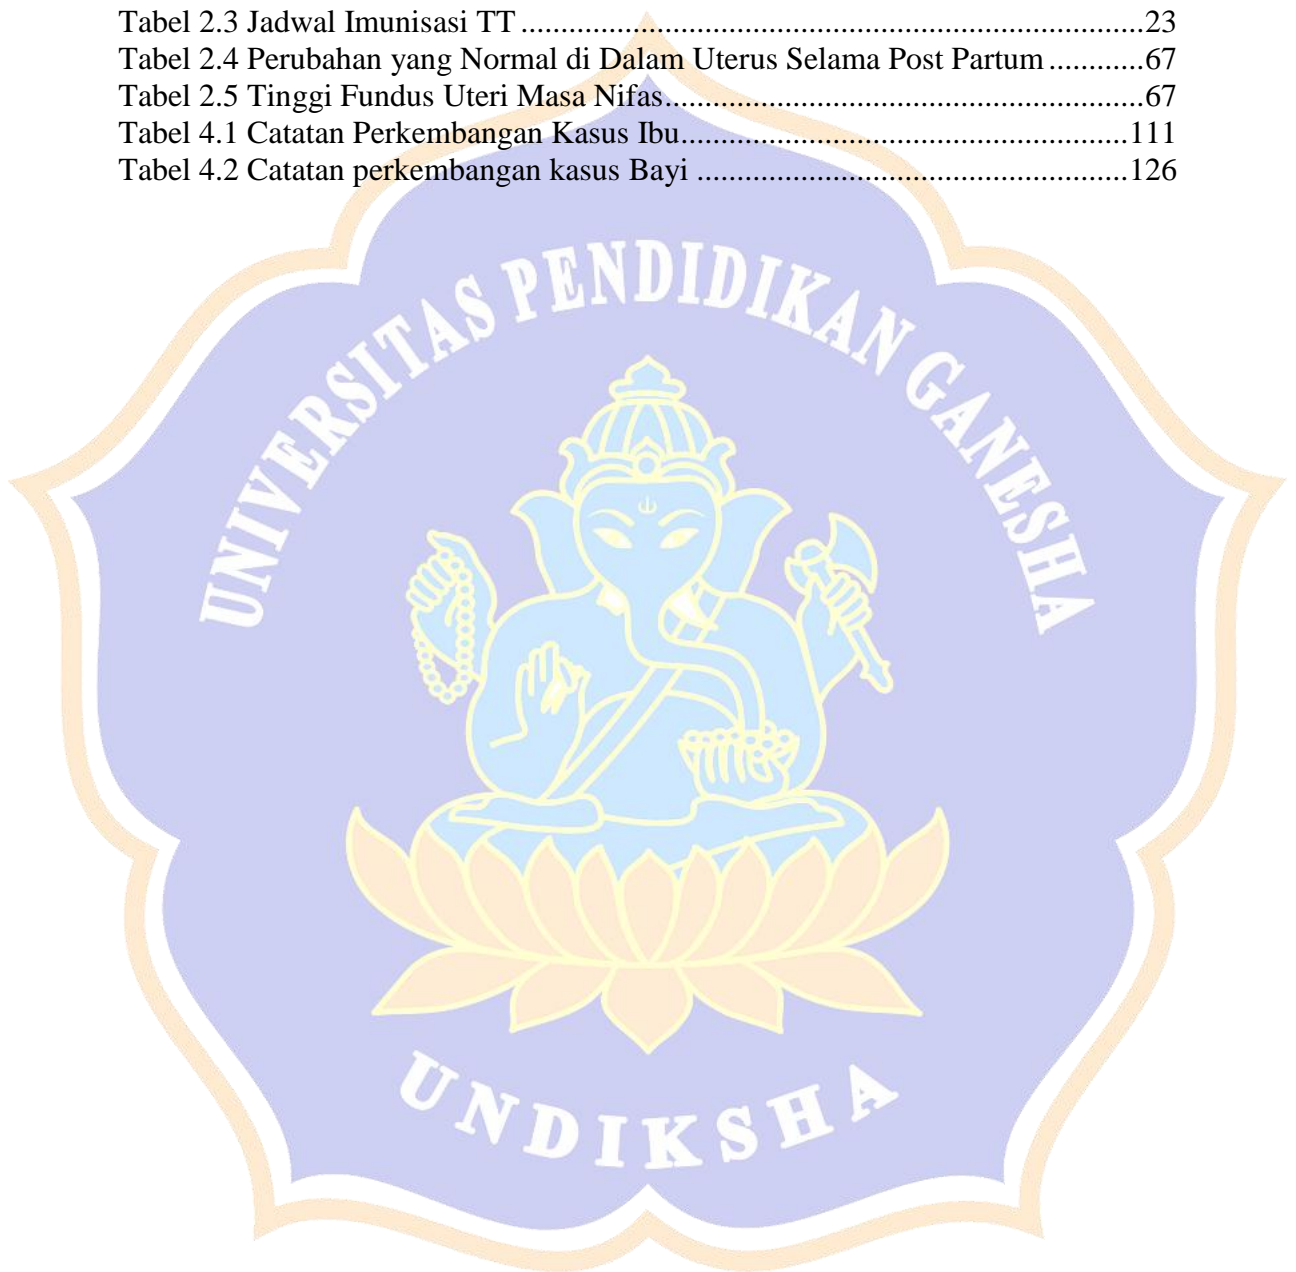 Tabel 2.3 Jadwal Imunisasi TT ..............................................................................23
Tabel 2.4 Perubahan yang Normal di Dalam Uterus Selama Post Partum ............67
Tabel 2.5 Tinggi Fundus Uteri Masa Nifas............................................................67
Tabel 4.1 Catatan Perkembangan Kasus Ibu.........................................................111
Tabel 4.2 Catatan perkembangan kasus Bayi ......................................................126
UNIVERSITAS PENDIDIKAN GANESHA
UNDIKSHA